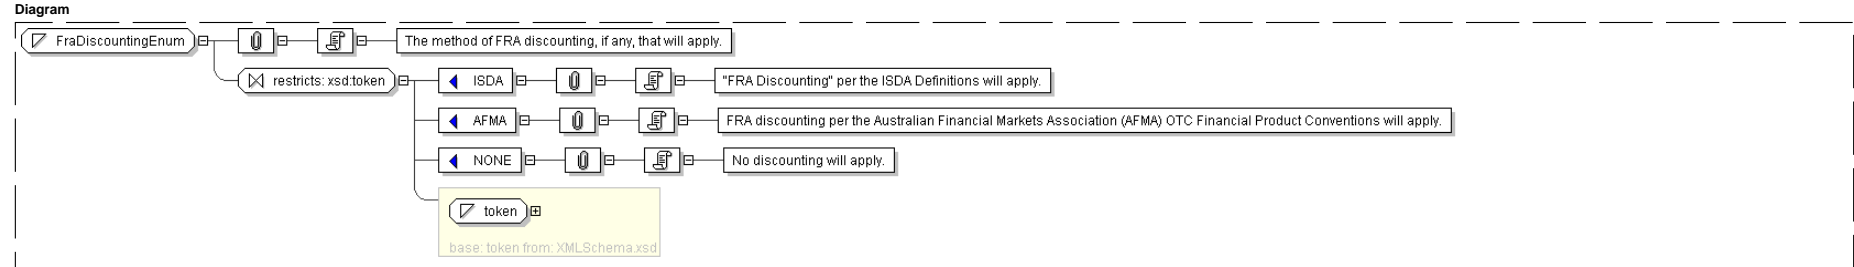 Diagram
FraDiscountingEnum
The method of FRA discounting, if any, that will apply.
restricts: xsd:token
ISDA
"FRA Discounting" per the ISDA Definitions will apply.
AFMA
FRA discounting per the Australian Financial Markets Association (AFMA) OTC Financial Product Conventions will apply.
NONE
No discounting will apply.
token
base: token from: XMLSchema.xsd